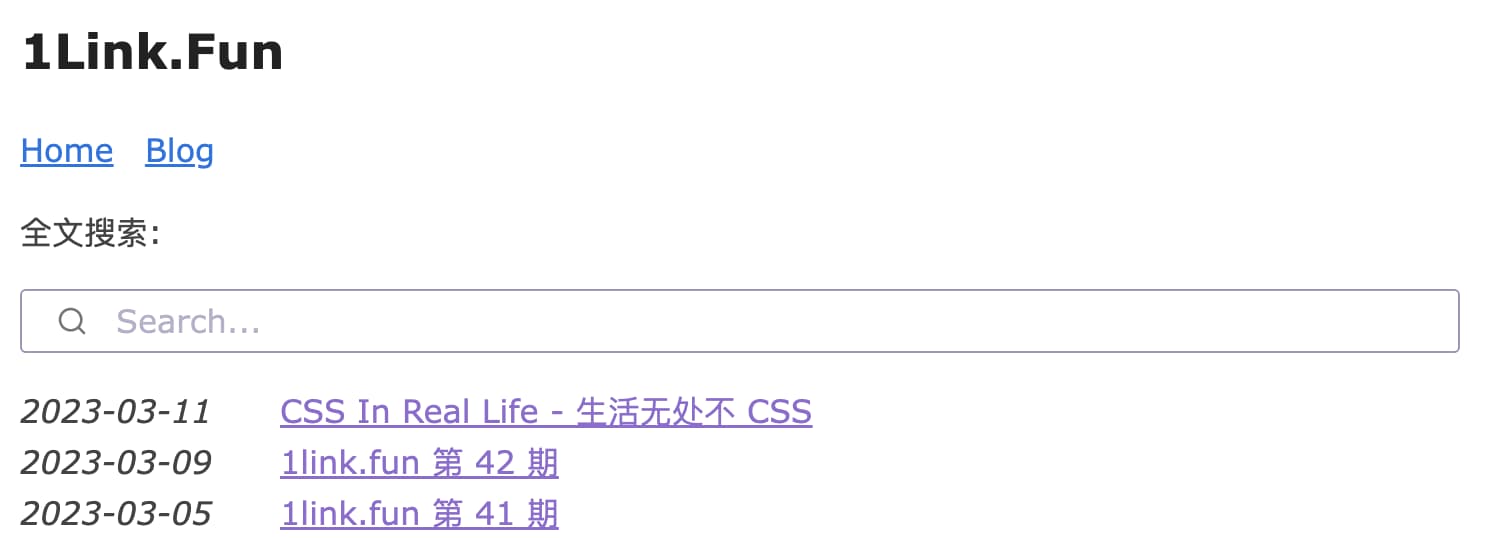 1Link.Fun
Home Blog
全文搜索:
Search...
2023-03-11 CSS In Real Life - 生活无处不 CSS
2023-03-09 1link.fun 第 42 期
2023-03-05 1link.fun 第 41 期